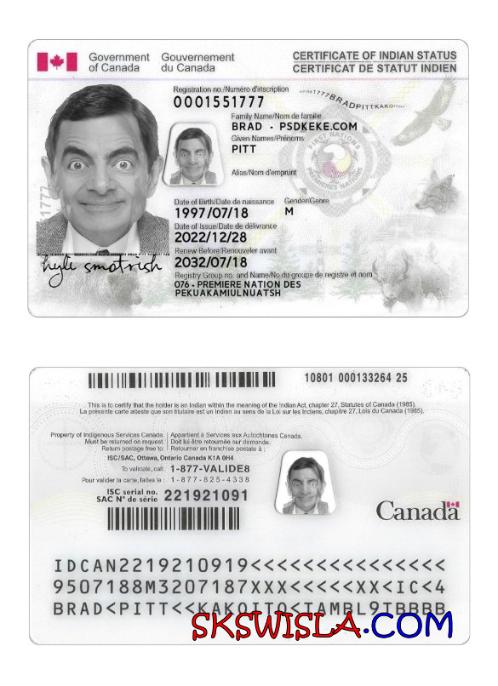 Government Gouvernement
of Canada du Canada
CERTIFICATE OF INDIAN STATUS
CERTIFICAT DE STATUT INDIEN
Registration no./Numéro d'inscription
0001551777
1777BRADPITTKAKO
Family Name/Nom de famille
BRAD - PSDKEKE.COM
Given Names/Prénoms
PITT
Alias/Nom d'emprunt
FIRST NATIONS
PREMIÈRES NATIONS
1777
Date of Birth/Date de naissance Gender/Genre
1997/07/18 M
Date of Issue/Date de délivrance
2022/12/28
Renew Before/Renouveler avant
2032/07/18
Registry Group no. and Name/No du groupe de registre et nom
076 - PREMIERE NATION DES
PEKUAKAMIULNUATSH
10801 000133264 25
This is to certify that the holder is an Indian within the meaning of the Indian Act, chapter 27, Statutes of Canada (1985).
La présente carte atteste que son titulaire est un Indien au sens de la Loi sur les Indiens, chapitre 27, Lois du Canada (1985).
Property of Indigenous Services Canada. Appartient à Services aux Autochtones Canada.
Must be returned on request. Doit lui être retournée sur demande.
Return postage free to: Retourner en franchise postale à :
ISC/SAC, Ottawa, Ontario Canada K1A 0H4
To validate, call: 1-877-VALIDE8
Pour valider la carte, faites le : 1-877-825-4338
ISC serial no. 221921091
SAC Nº de série
Canada
IDCAN2219210919<<<<<<<<<<<<<<<
9507188M3207187XXX<<<<<XX<IC<4
BRAD<PITT<<KAKOITO<IAMBL9TBBBB
SKSWISLA.COM